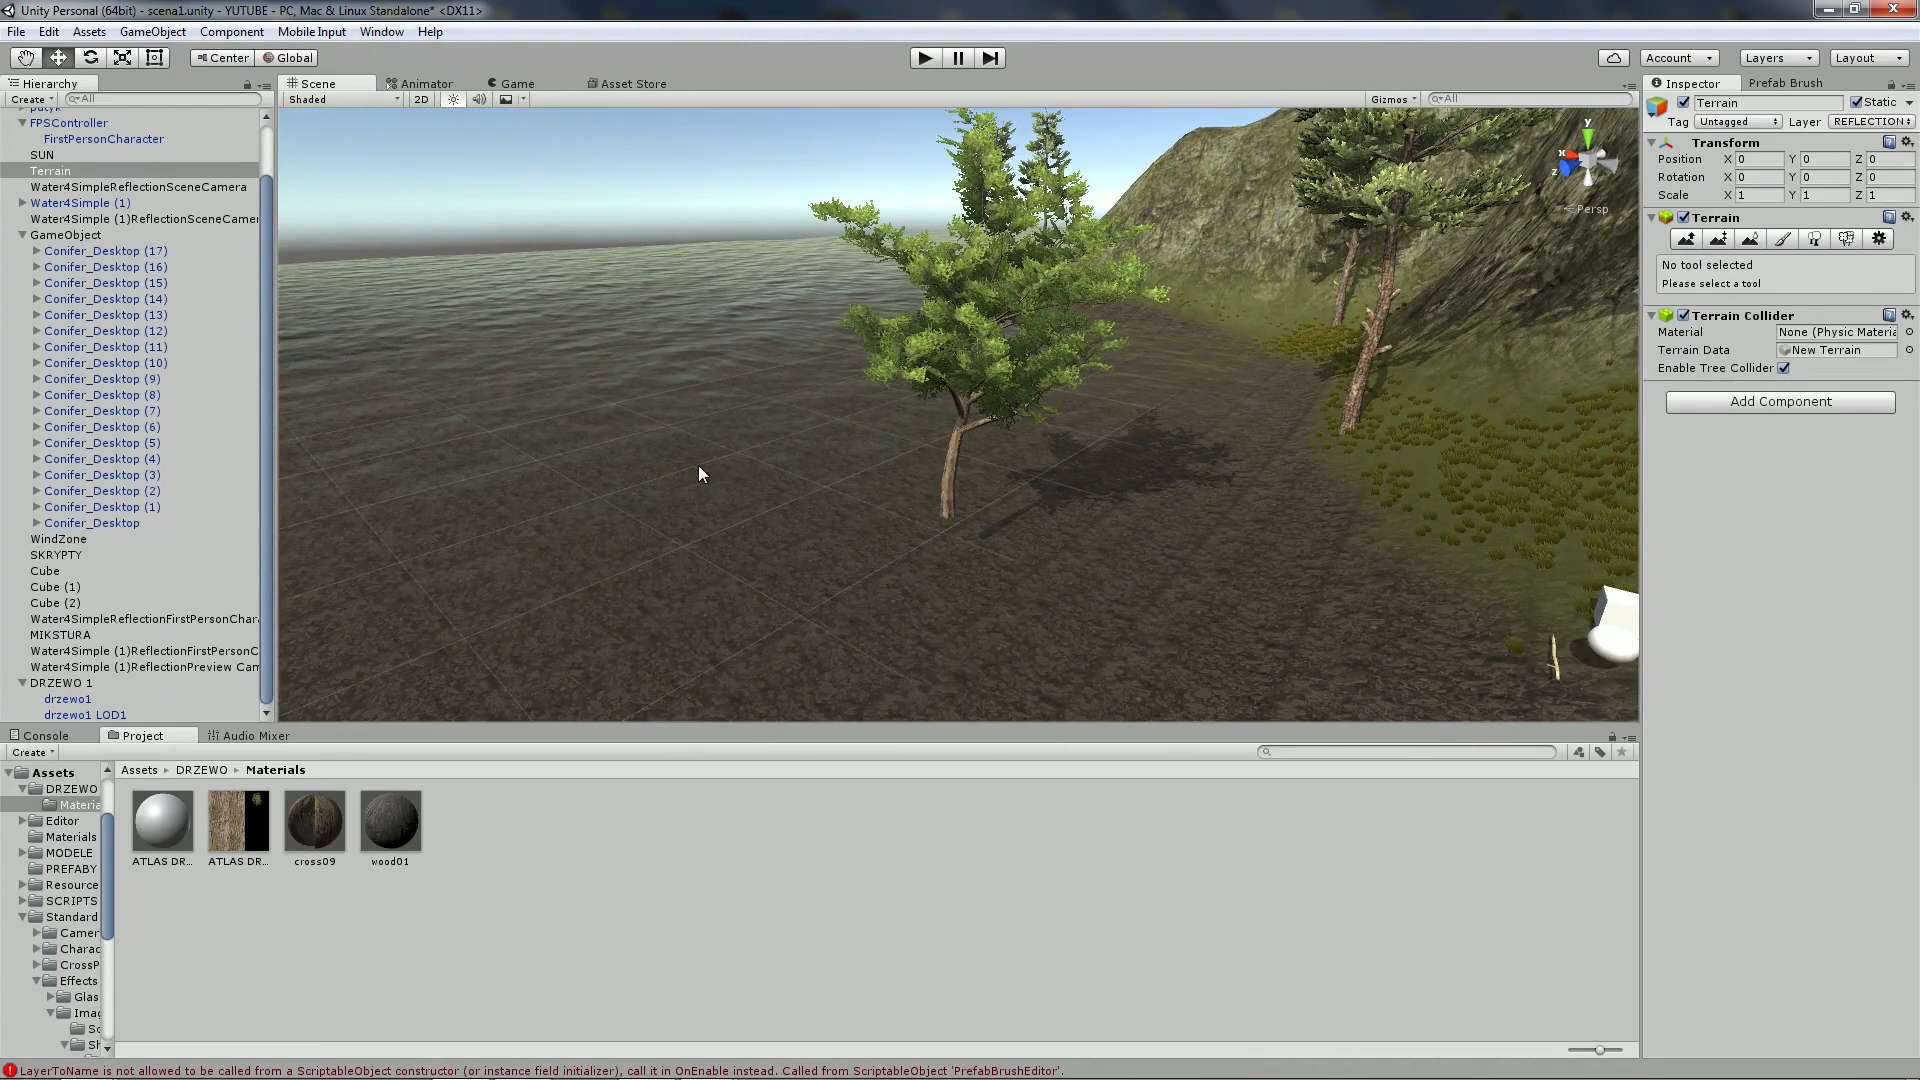 Unity Personal (64bit) - scena1.unity - YUTUBE - PC, Mac & Linux Standalone* <DX11>
File Edit Assets GameObject Component Mobile Input Window Help
Center Global Account Layers Layout
Hierarchy Scene Animator Game Asset Store Inspector Prefab Brush
Create All Shaded 2D Gizmos All Terrain Static
FPSController
FirstPersonCharacter
SUN
Terrain
Water4SimpleReflectionSceneCamera
Water4Simple (1)
Water4Simple (1)ReflectionSceneCamer
GameObject
Conifer_Desktop (17)
Conifer_Desktop (16)
Conifer_Desktop (15)
Conifer_Desktop (14)
Conifer_Desktop (13)
Conifer_Desktop (12)
Conifer_Desktop (11)
Conifer_Desktop (10)
Conifer_Desktop (9)
Conifer_Desktop (8)
Conifer_Desktop (7)
Conifer_Desktop (6)
Conifer_Desktop (5)
Conifer_Desktop (4)
Conifer_Desktop (3)
Conifer_Desktop (2)
Conifer_Desktop (1)
Conifer_Desktop
WindZone
SKRYPTY
Cube
Cube (1)
Cube (2)
Water4SimpleReflectionFirstPersonChar
MIKSTURA
Water4Simple (1)ReflectionFirstPersonC
Water4Simple (1)ReflectionPreview Cam
DRZEWO 1
drzewo1
drzewo1 LOD1
y
x
z
Persp
Tag Untagged Layer REFLECTION
Transform
Position X 0 Y 0 Z 0
Rotation X 0 Y 0 Z 0
Scale X 1 Y 1 Z 1
Terrain
No tool selected
Please select a tool
Terrain Collider
Material None (Physic Materia
Terrain Data New Terrain
Enable Tree Collider
Add Component
Console Project Audio Mixer
Create
Assets
DRZEWO
Materia
Editor
Materials
MODELE
PREFABY
Resource
SCRIPTS
Standard
Camer
Charac
CrossP
Effects
Glas
Imag
Sc
Sh
Assets DRZEWO Materials
ATLAS DR... ATLAS DR... cross09 wood01
LayerToName is not allowed to be called from a ScriptableObject constructor (or instance field initializer), call it in OnEnable instead. Called from ScriptableObject 'PrefabBrushEditor'.